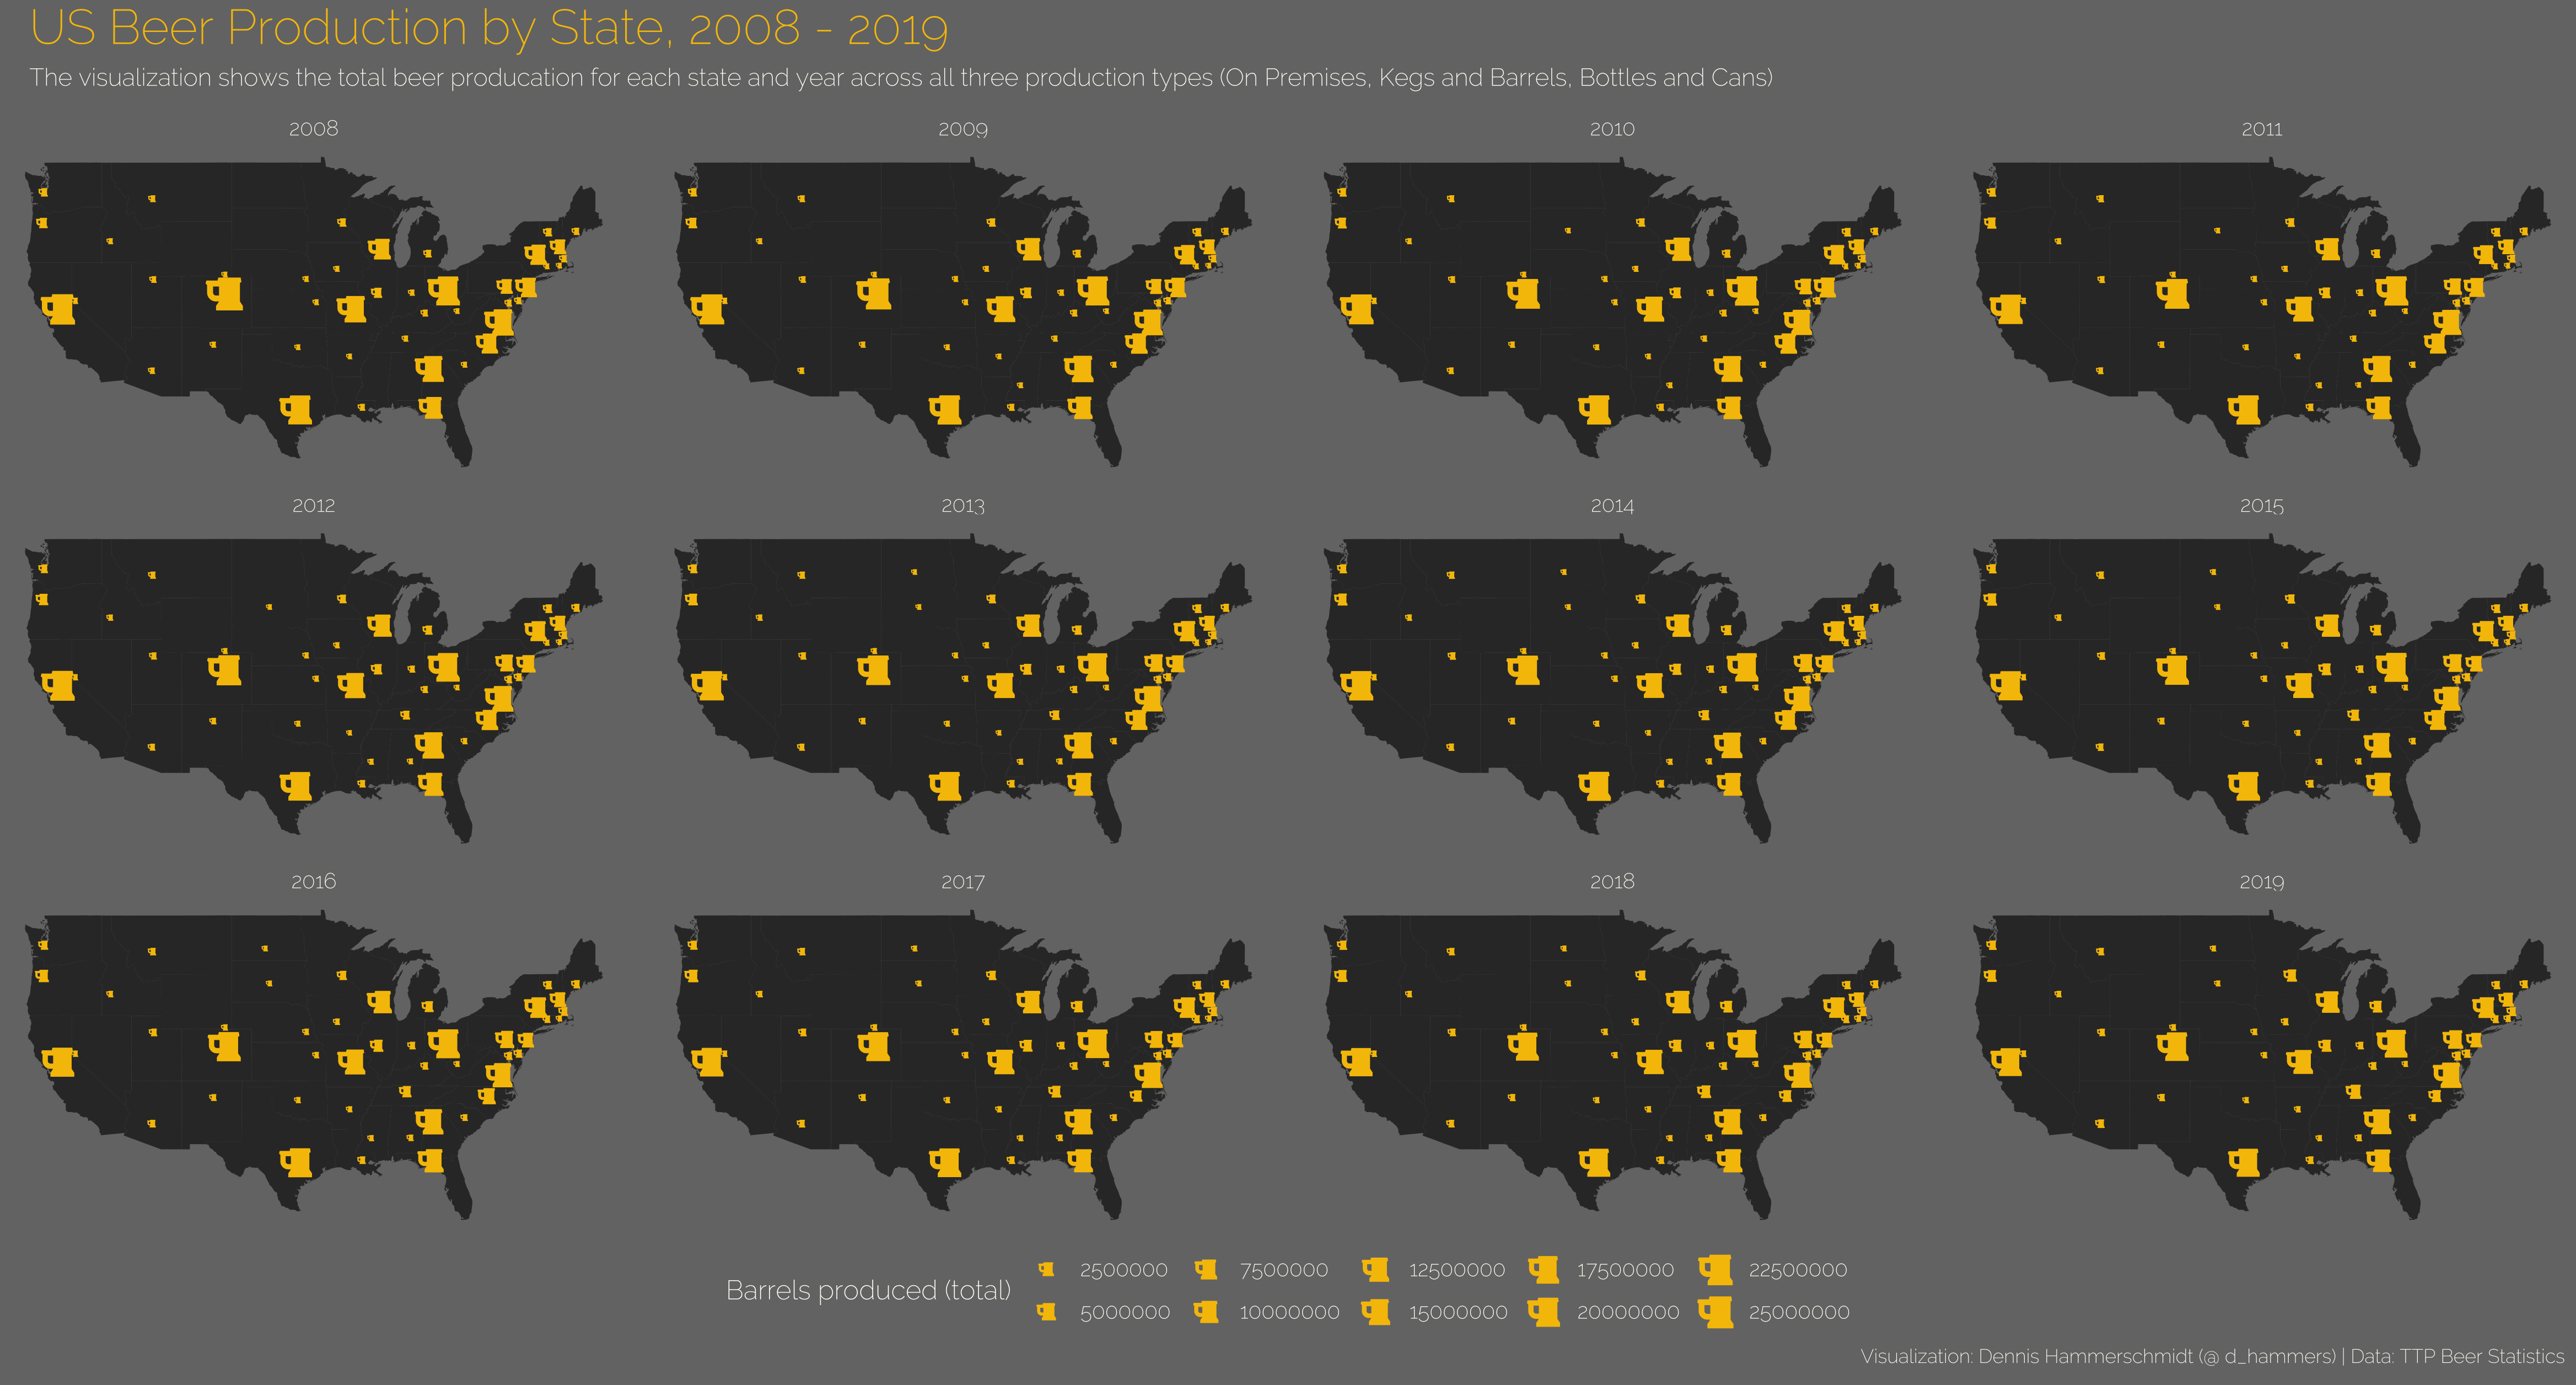 US Beer Production by State, 2008 - 2019
The visualization shows the total beer producation for each state and year across all three production types (On Premises, Kegs and Barrels, Bottles and Cans)
2008 2009 2010 2011
2012 2013 2014 2015
2016 2017 2018 2019
Barrels produced (total)
2500000 7500000 12500000 17500000 22500000
5000000 10000000 15000000 20000000 25000000
Visualization: Dennis Hammerschmidt (@ d_hammers) | Data: TTP Beer Statistics